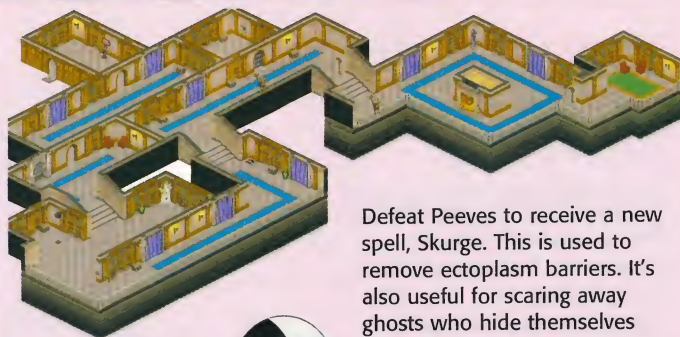 Defeat Peeves to receive a new
spell, Skurge. This is used to
remove ectoplasm barriers. It's
also useful for scaring away
ghosts who hide themselves